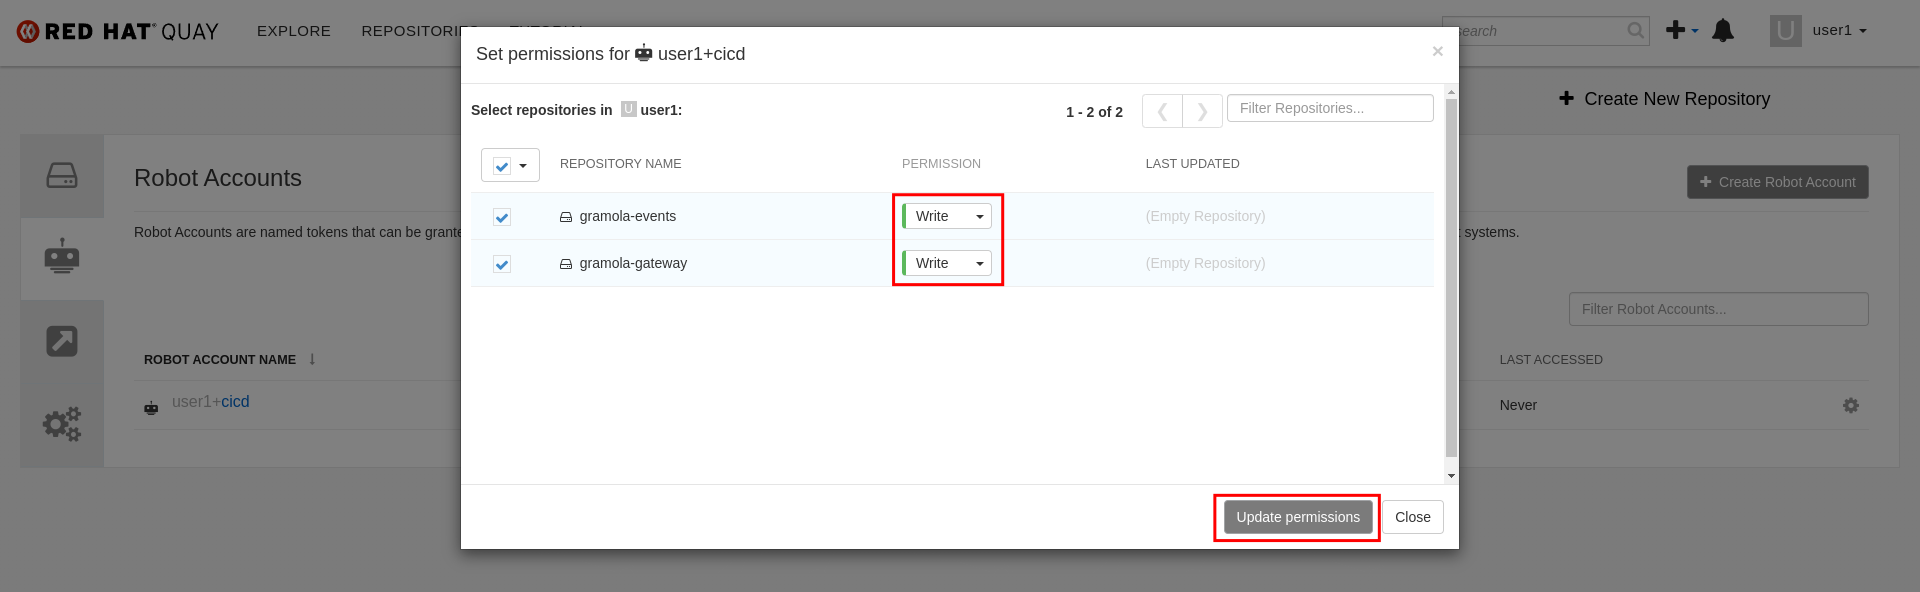 RED HAT® QUAY EXPLORE REPOSITORIES U user1
Set permissions for user1+cicd ×
Create New Repository
Select repositories in U user1:
1 - 2 of 2 Filter Repositories...
REPOSITORY NAME PERMISSION LAST UPDATED
gramola-events Write (Empty Repository)
gramola-gateway Write (Empty Repository)
Update permissions Close
Robot Accounts Create Robot Account
Robot Accounts are named tokens that can be systems.
Filter Robot Accounts...
ROBOT ACCOUNT NAME LAST ACCESSED
user1+cicd Never